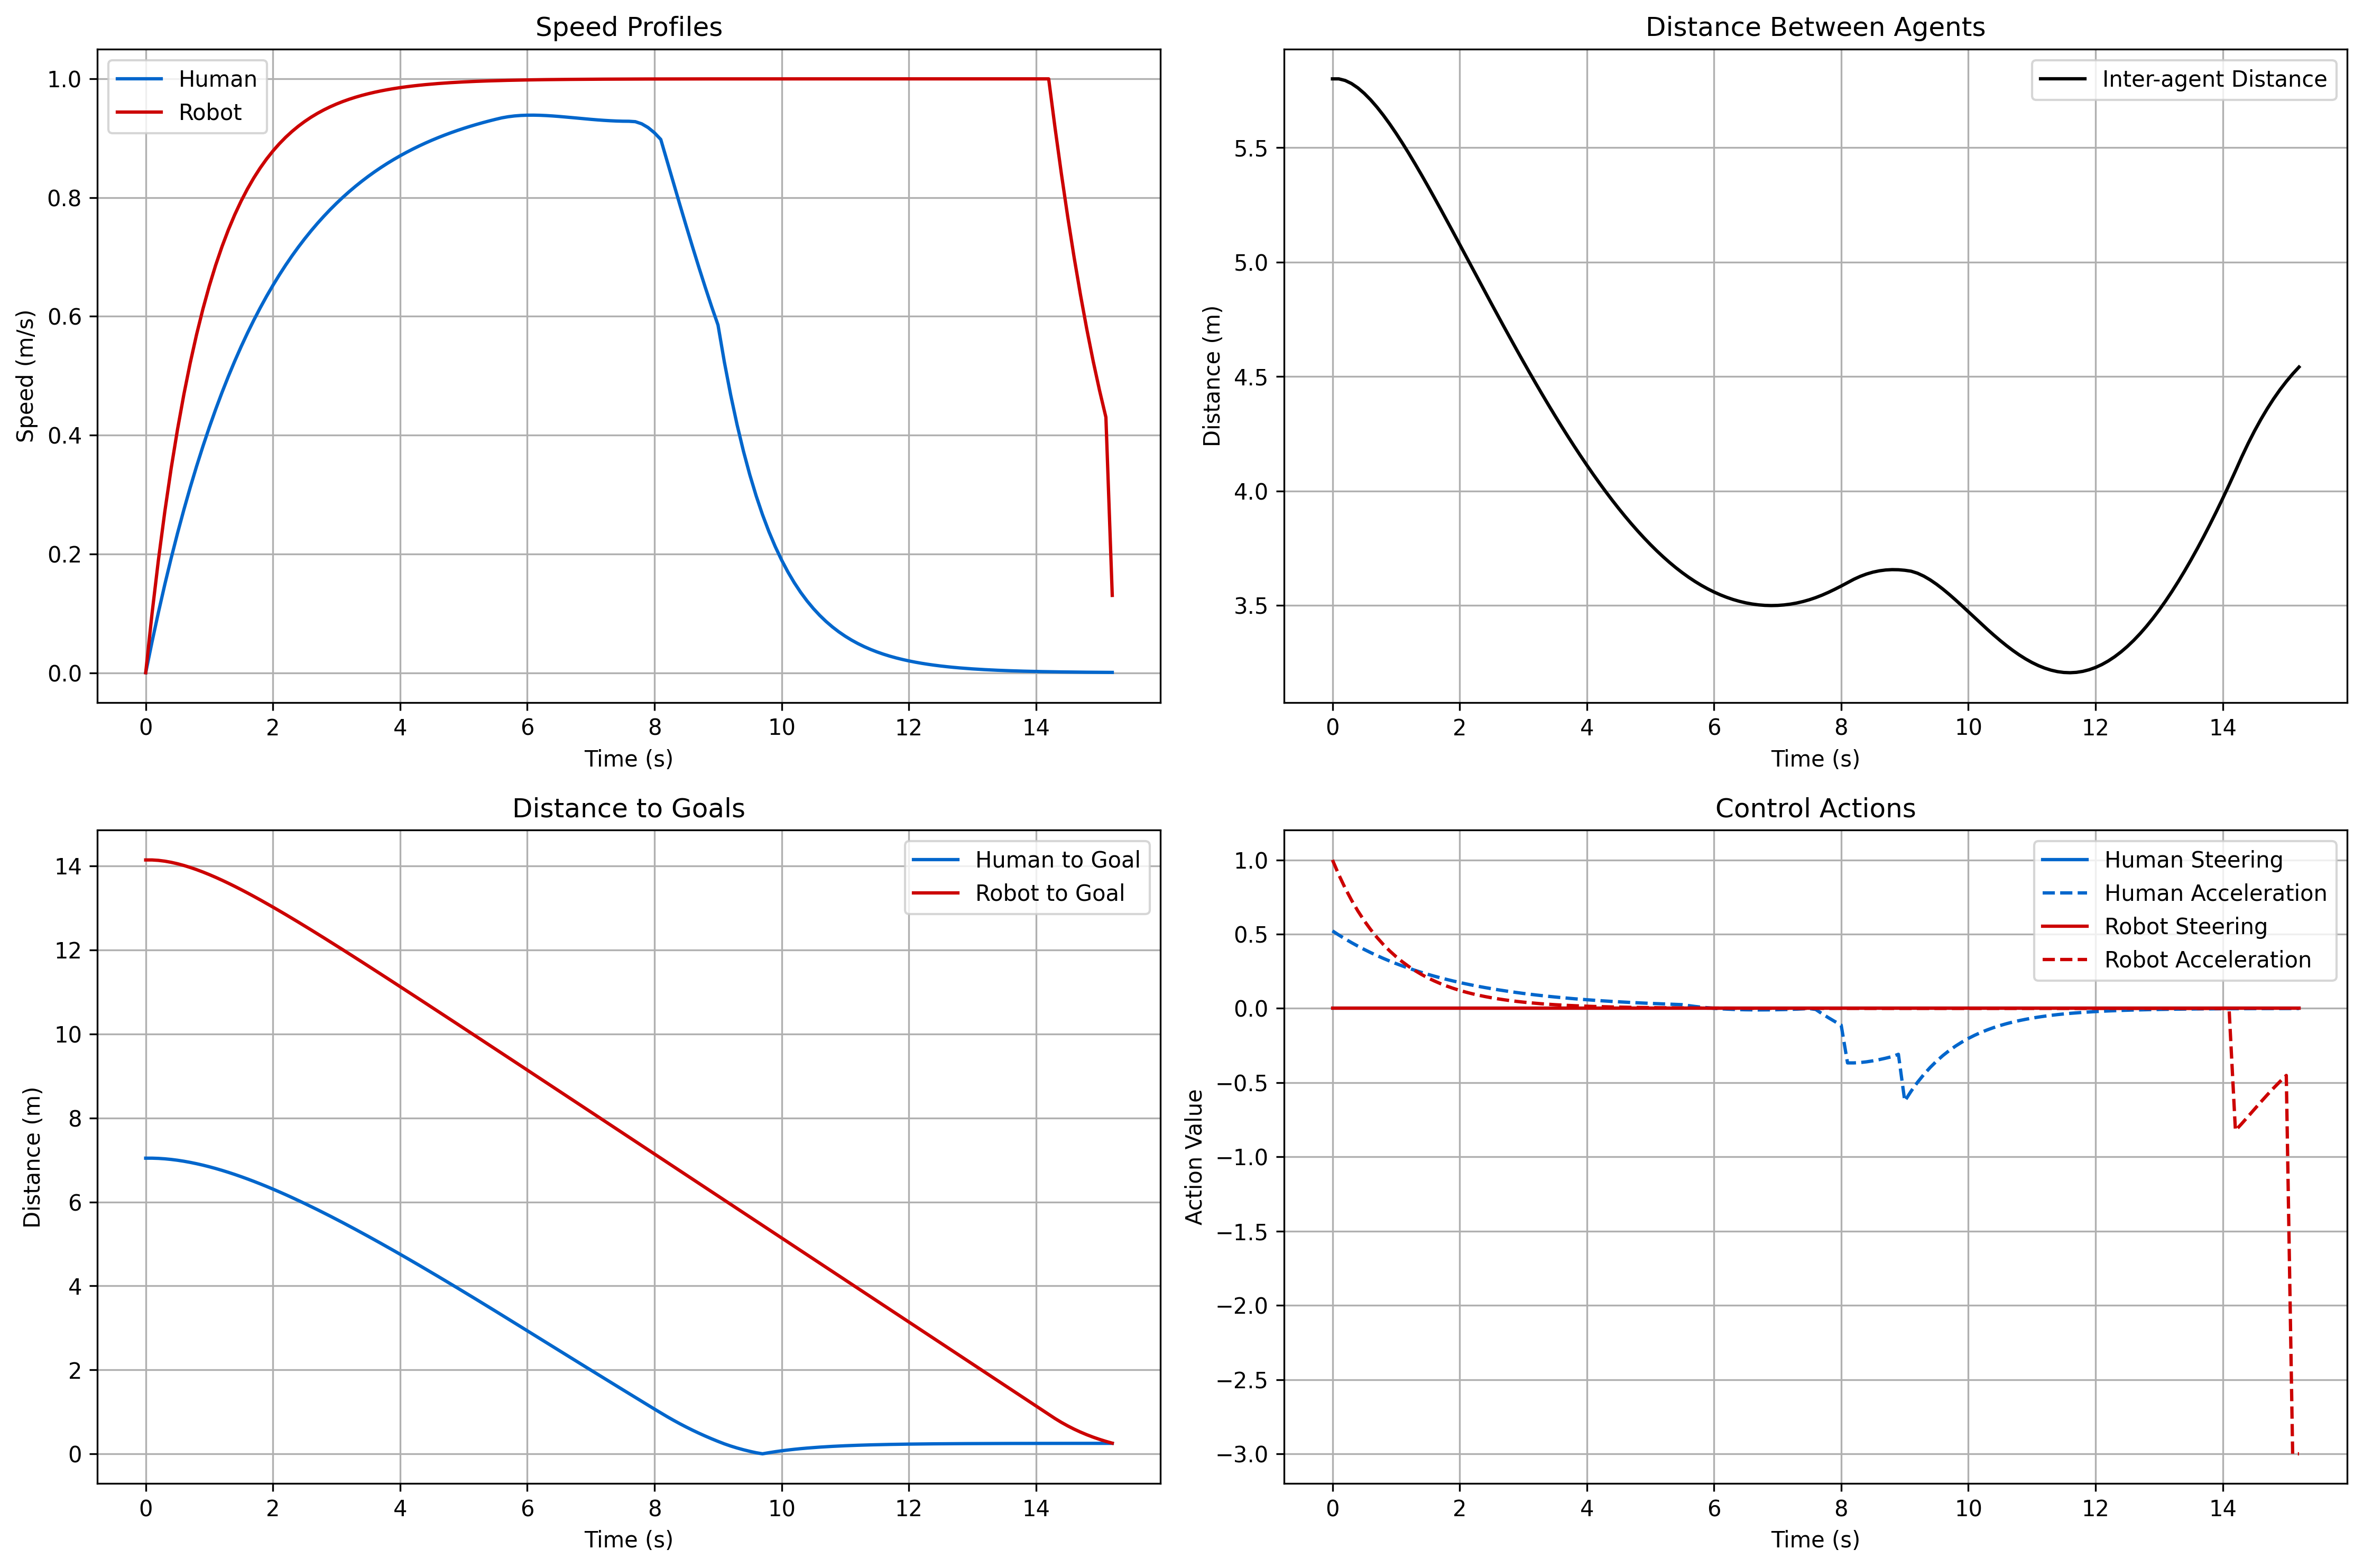 Speed Profiles
Human
Robot
Speed (m/s)
1.0
0.8
0.6
0.4
0.2
0.0
0 2 4 6 8 10 12 14
Time (s)
Distance Between Agents
Inter-agent Distance
Distance (m)
5.5
5.0
4.5
4.0
3.5
0 2 4 6 8 10 12 14
Time (s)
Distance to Goals
Human to Goal
Robot to Goal
Distance (m)
14
12
10
8
6
4
2
0
0 2 4 6 8 10 12 14
Time (s)
Control Actions
Human Steering
Human Acceleration
Robot Steering
Robot Acceleration
Action Value
1.0
0.5
0.0
−0.5
−1.0
−1.5
−2.0
−2.5
−3.0
0 2 4 6 8 10 12 14
Time (s)